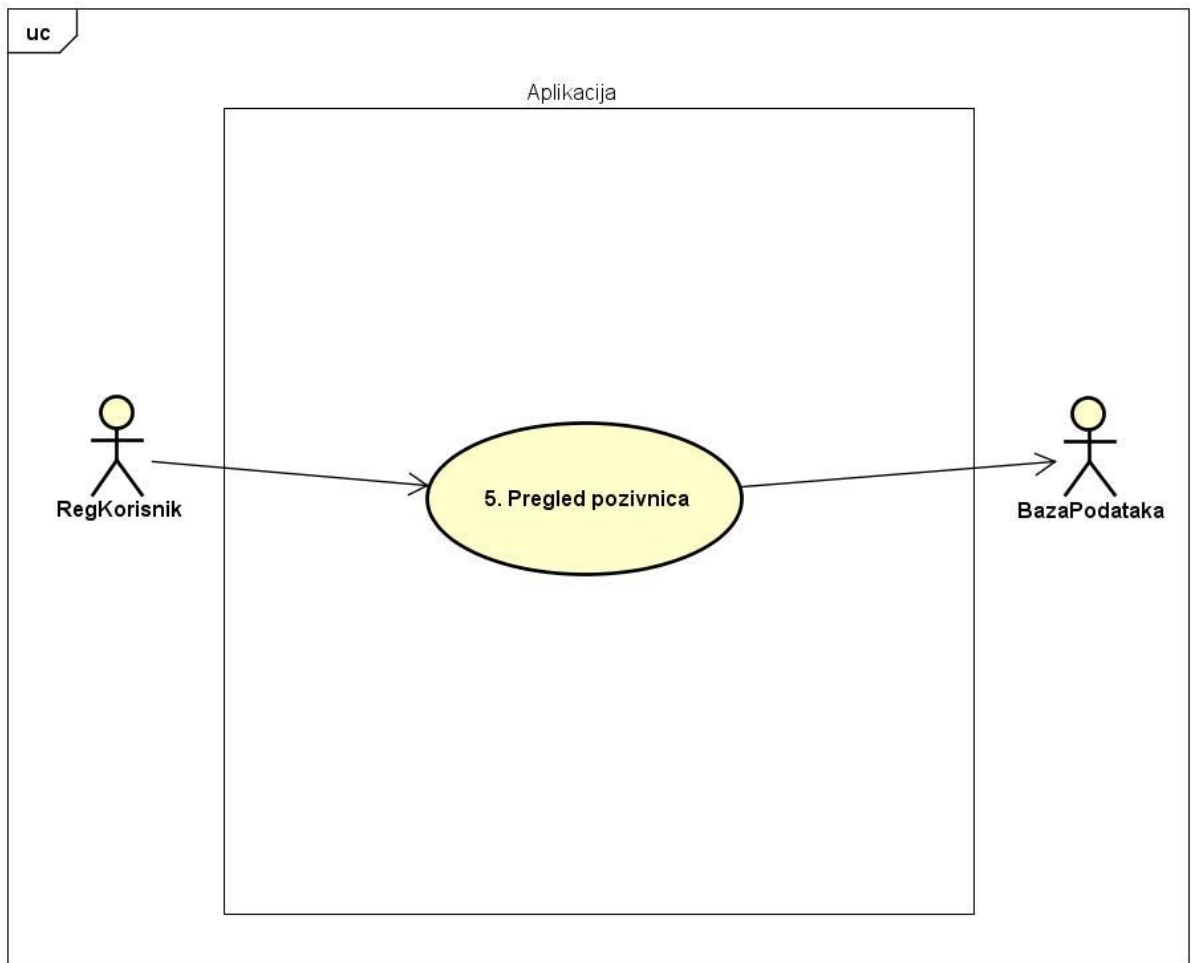 uc
Aplikacija
RegKorisnik
5. Pregled pozivnica
BazaPodataka